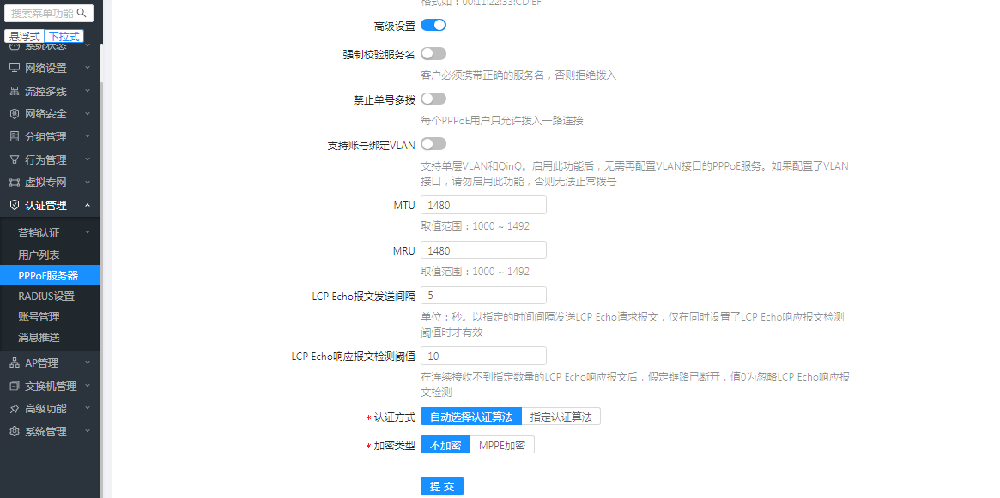 搜索菜单功能
悬浮式 下拉式
系统状态
网络设置
流控多线
网络安全
分组管理
行为管理
虚拟专网
认证管理
营销认证
用户列表
PPPoE服务器
RADIUS设置
账号管理
消息推送
AP管理
交换机管理
高级功能
系统管理
格式如：00:11:22:33:CD:EF
高级设置
强制校验服务名
客户必须携带正确的服务名，否则拒绝拨入
禁止单号多拨
每个PPPoE用户只允许拨入一路连接
支持账号绑定VLAN
支持单层VLAN和QinQ。启用此功能后，无需再配置VLAN接口的PPPoE服务。如果配置了VLAN
接口，请勿启用此功能，否则无法正常拨号
MTU 1480
取值范围：1000 ~ 1492
MRU 1480
取值范围：1000 ~ 1492
LCP Echo报文发送间隔 5
单位：秒。以指定的时间间隔发送LCP Echo请求报文，仅在同时设置了LCP Echo响应报文检测
阈值时才有效
LCP Echo响应报文检测阈值 10
在连续接收不到指定数量的LCP Echo响应报文后，假定链路已断开，值0为忽略LCP Echo响应报
文检测
* 认证方式 自动选择认证算法 指定认证算法
* 加密类型 不加密 MPPE加密
提 交